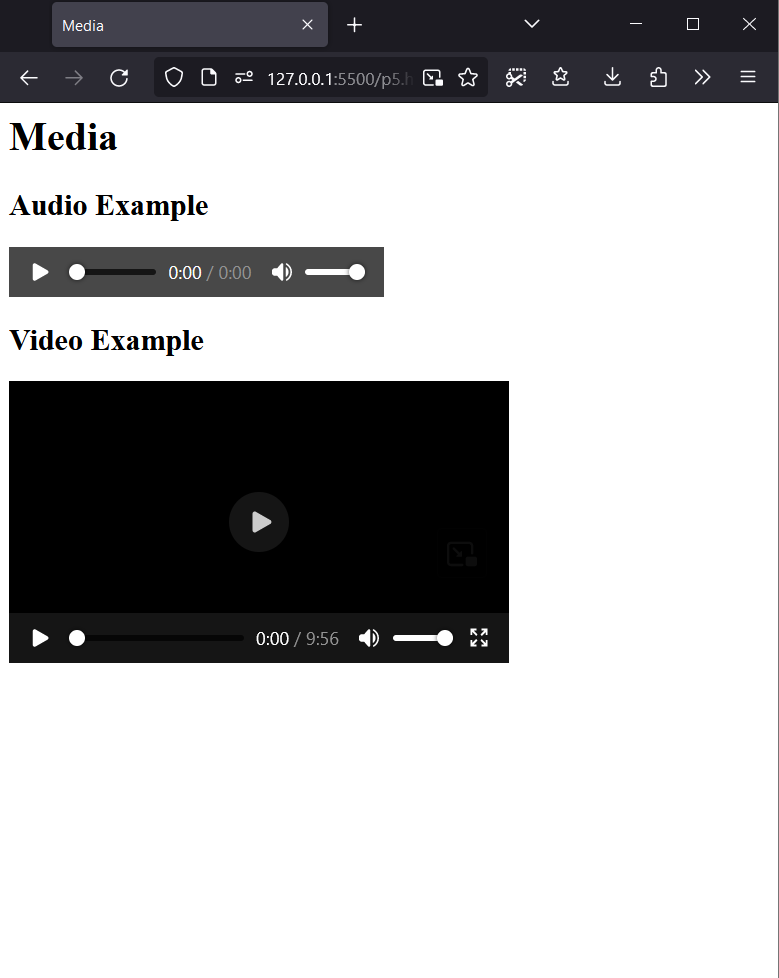 Media
127.0.0.1:5500/p5.h
Media
Audio Example
0:00 / 0:00
Video Example
0:00 / 9:56